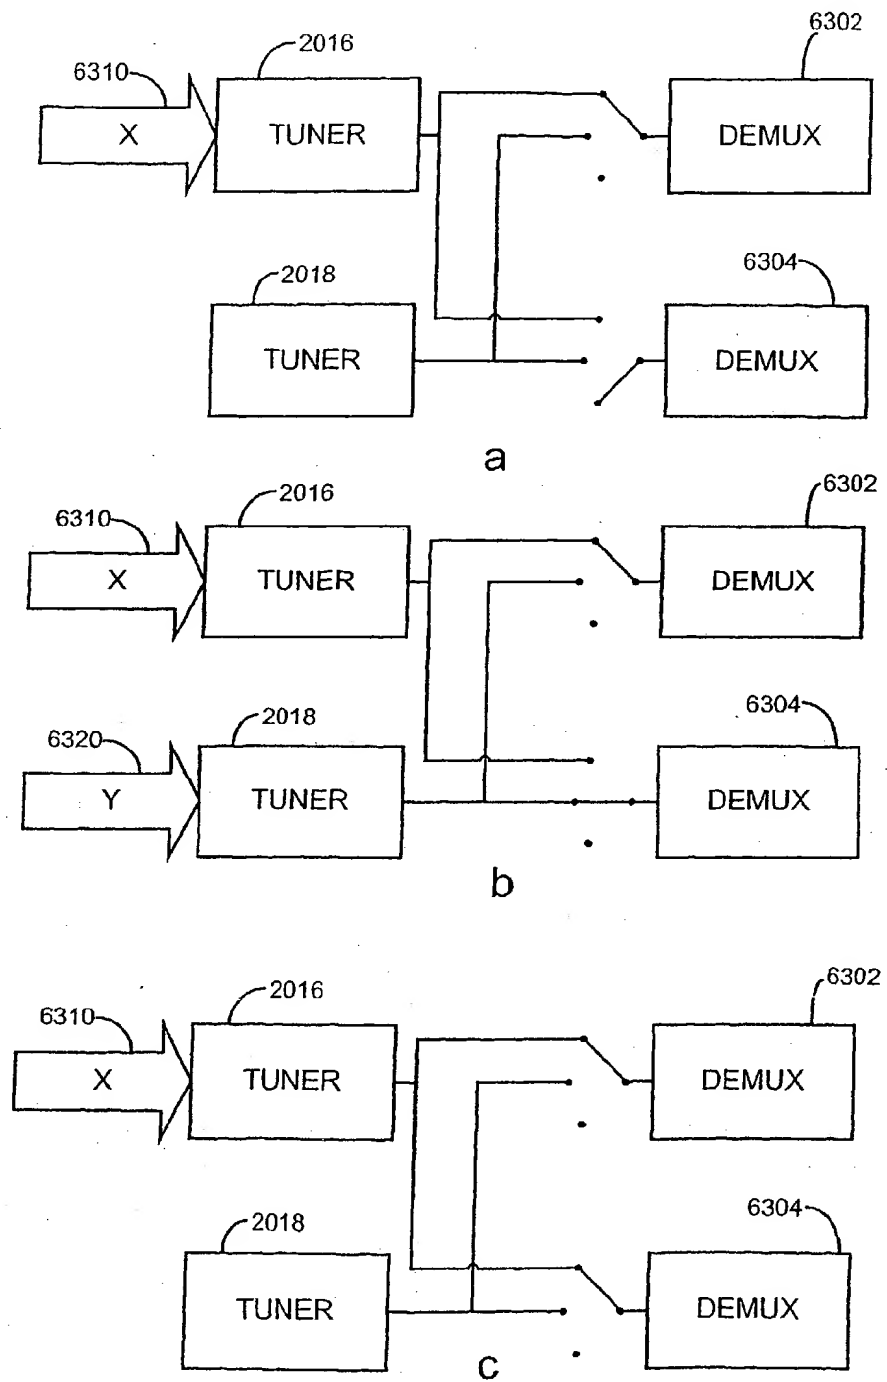 6302
2016
6310
X
TUNER
DEMUX
6304
2018
TUNER
DEMUX
a
6302
2016
6310
X
TUNER
DEMUX
6304
2018
6320
Y
TUNER
DEMUX
b
6302
2016
6310
X
TUNER
DEMUX
6304
2018
TUNER
DEMUX
c